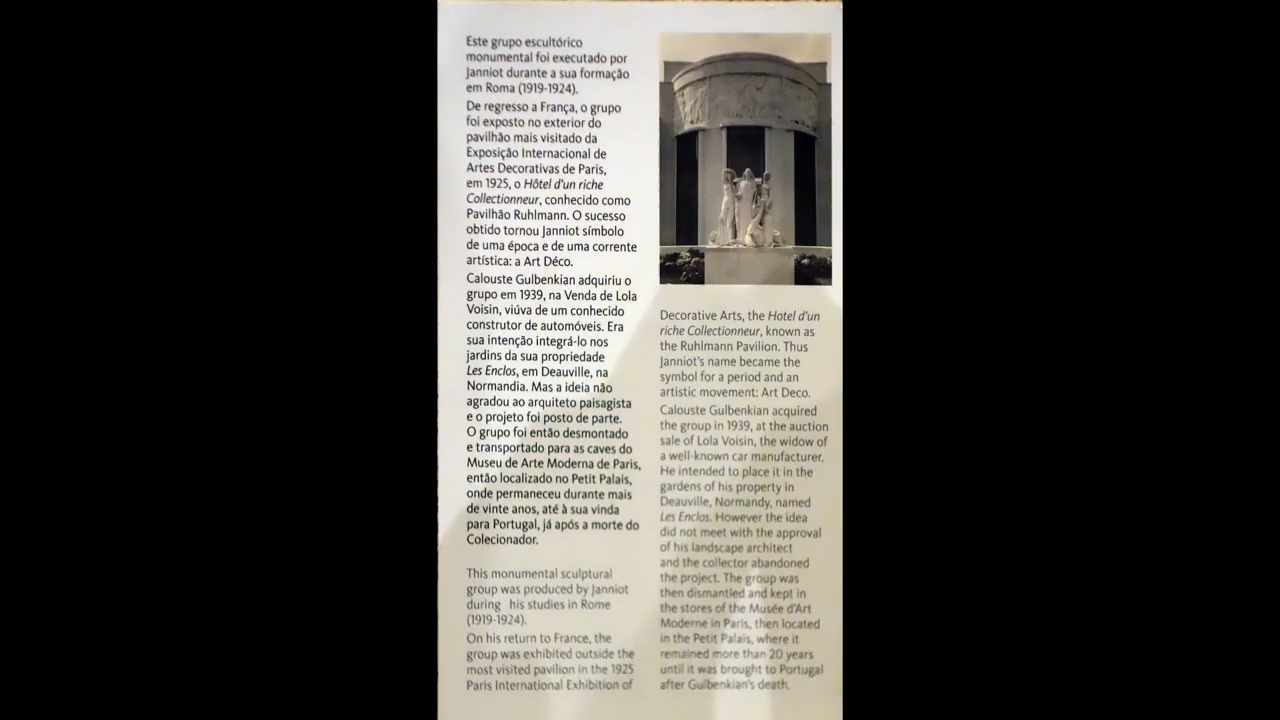 Este grupo escultórico
monumental foi executado por
Janniot durante a sua formação
em Roma (1919-1924).
De regresso a França, o grupo
foi exposto no exterior do
pavilhão mais visitado da
Exposição Internacional de
Artes Decorativas de Paris,
em 1925, o Hôtel d'un riche
Collectionneur, conhecido como
Pavilhão Ruhlmann. O sucesso
obtido tornou Janniot símbolo
de uma época e de uma corrente
artística: a Art Déco.
Calouste Gulbenkian adquiriu o
grupo em 1939, na Venda de Lola
Voisin, viúva de um conhecido
construtor de automóveis. Era
sua intenção integrá-lo nos
jardins da sua propriedade
Les Enclos, em Deauville, na
Normandia. Mas a ideia não
agradou ao arquiteto paisagista
e o projeto foi posto de parte.
O grupo foi então desmontado
e transportado para as caves do
Museu de Arte Moderna de Paris,
então localizado no Petit Palais,
onde permaneceu durante mais
de vinte anos, até à sua vinda
para Portugal, já após a morte do
Colecionador.
This monumental sculptural
group was produced by Janniot
during his studies in Rome
(1919-1924).
On his return to France, the
group was exhibited outside the
most visited pavilion in the 1925
Paris International Exhibition of
Decorative Arts, the Hotel d'un
riche Collectionneur, known as
the Ruhlmann Pavilion. Thus
Janniot's name became the
symbol for a period and an
artistic movement: Art Deco.
Calouste Gulbenkian acquired
the group in 1939, at the auction
sale of Lola Voisin, the widow of
a well-known car manufacturer.
He intended to place it in the
gardens of his property in
Deauville, Normandy, named
Les Enclos. However the idea
did not meet with the approval
of his landscape architect
and the collector abandoned
the project. The group was
then dismantled and kept in
the stores of the Musée d'Art
Moderne in Paris, then located
in the Petit Palais, where it
remained more than 20 years
until it was brought to Portugal
after Gulbenkian's death.